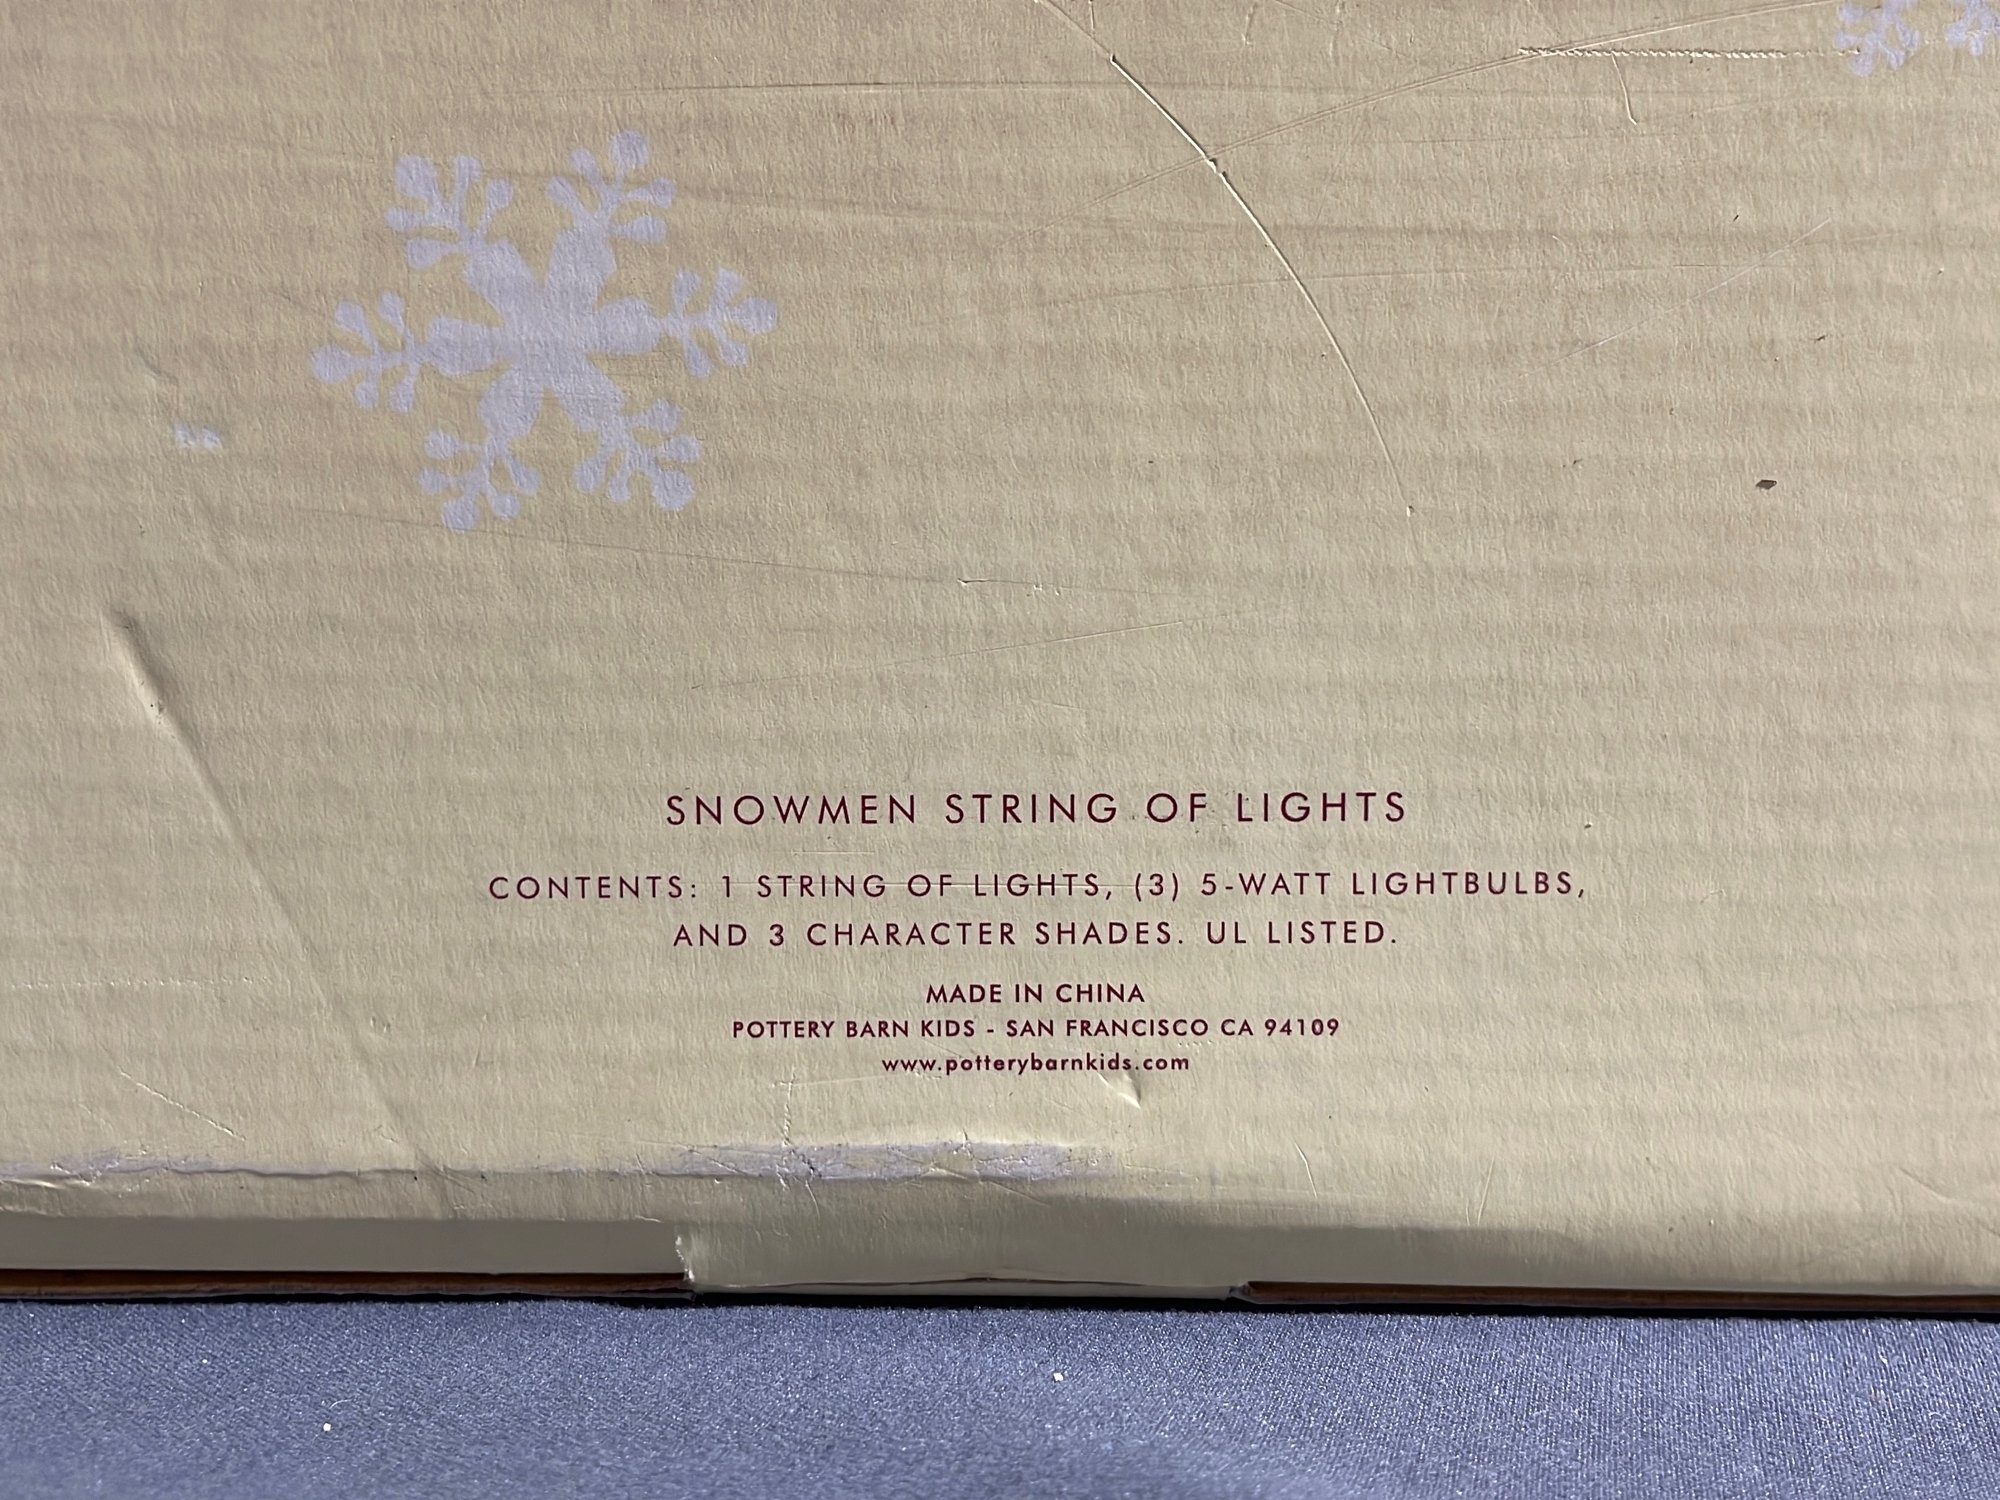 SNOWMEN STRING OF LIGHTS
CONTENTS: 1 STRING OF LIGHTS, (3) 5-WATT LIGHTBULBS,
AND 3 CHARACTER SHADES. UL LISTED.
MADE IN CHINA
POTTERY BARN KIDS - SAN FRANCISCO CA 94109
www.potterybarnkids.com